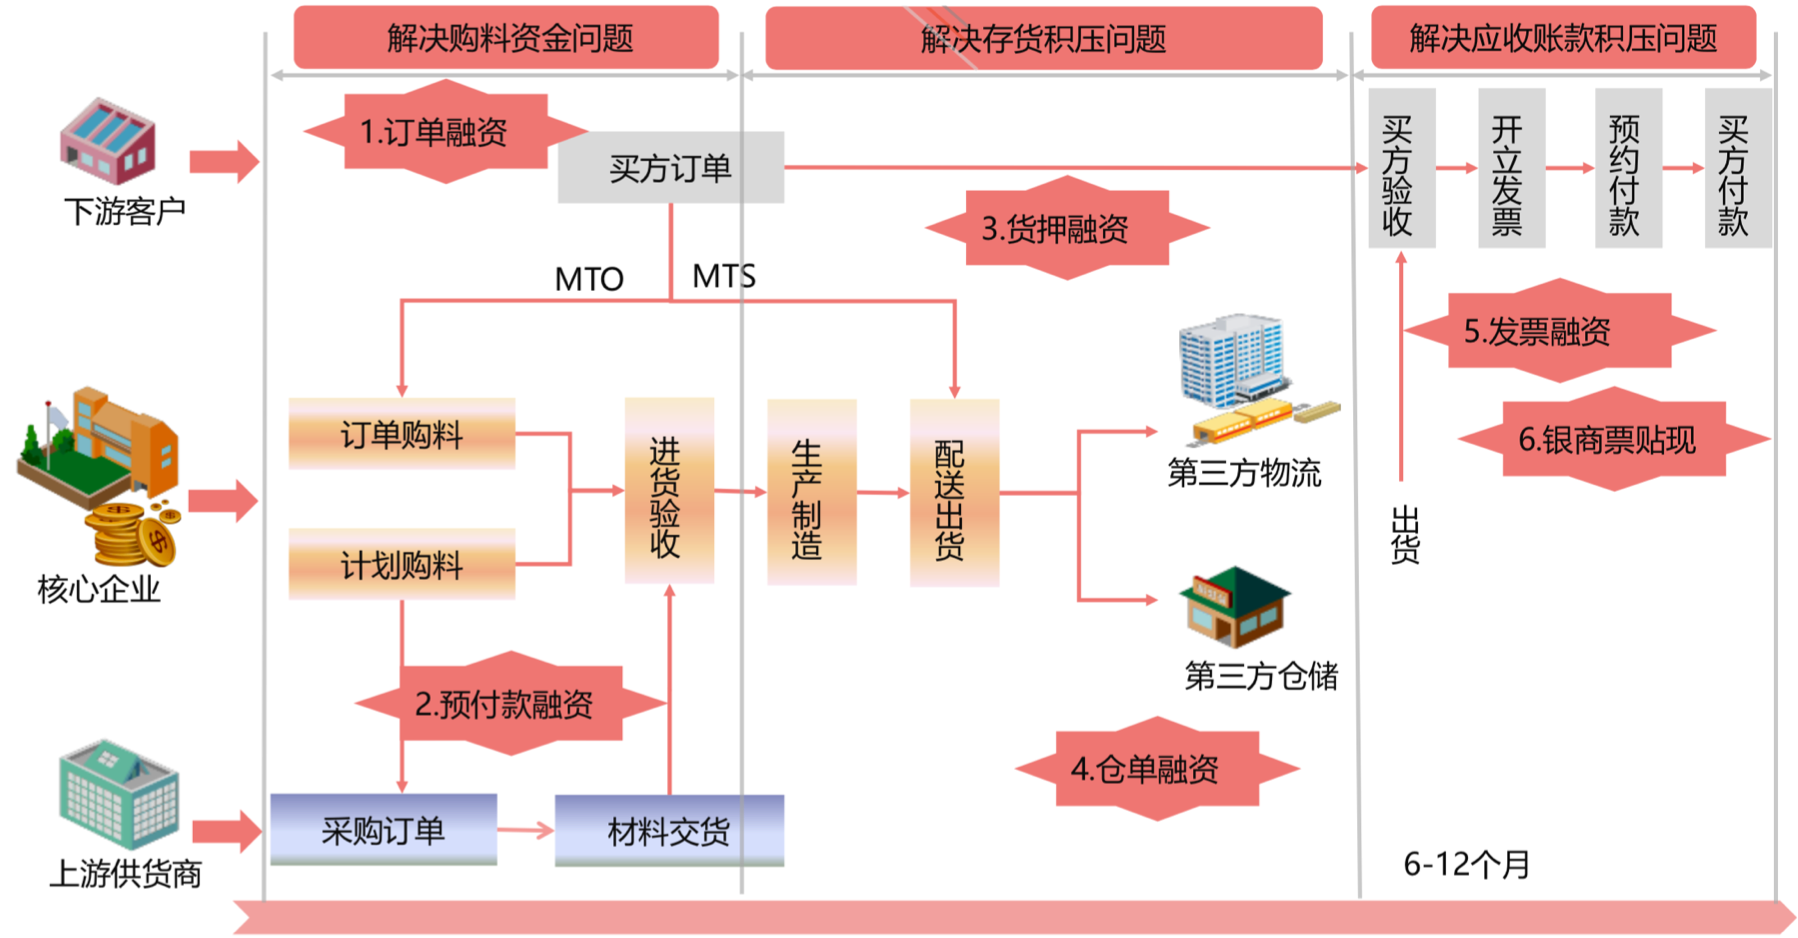 解决购料资金问题
解决存货积压问题
解决应收账款积压问题
1.订单融资
买方订单
买方验收
开立发票
预约付款
买方付款
下游客户
3.货押融资
MTO
MTS
5.发票融资
订单购料
进货验收
生产制造
配送出货
第三方物流
6.银商票贴现
出货
计划购料
核心企业
第三方仓储
2.预付款融资
4.仓单融资
采购订单
材料交货
上游供货商
6-12个月